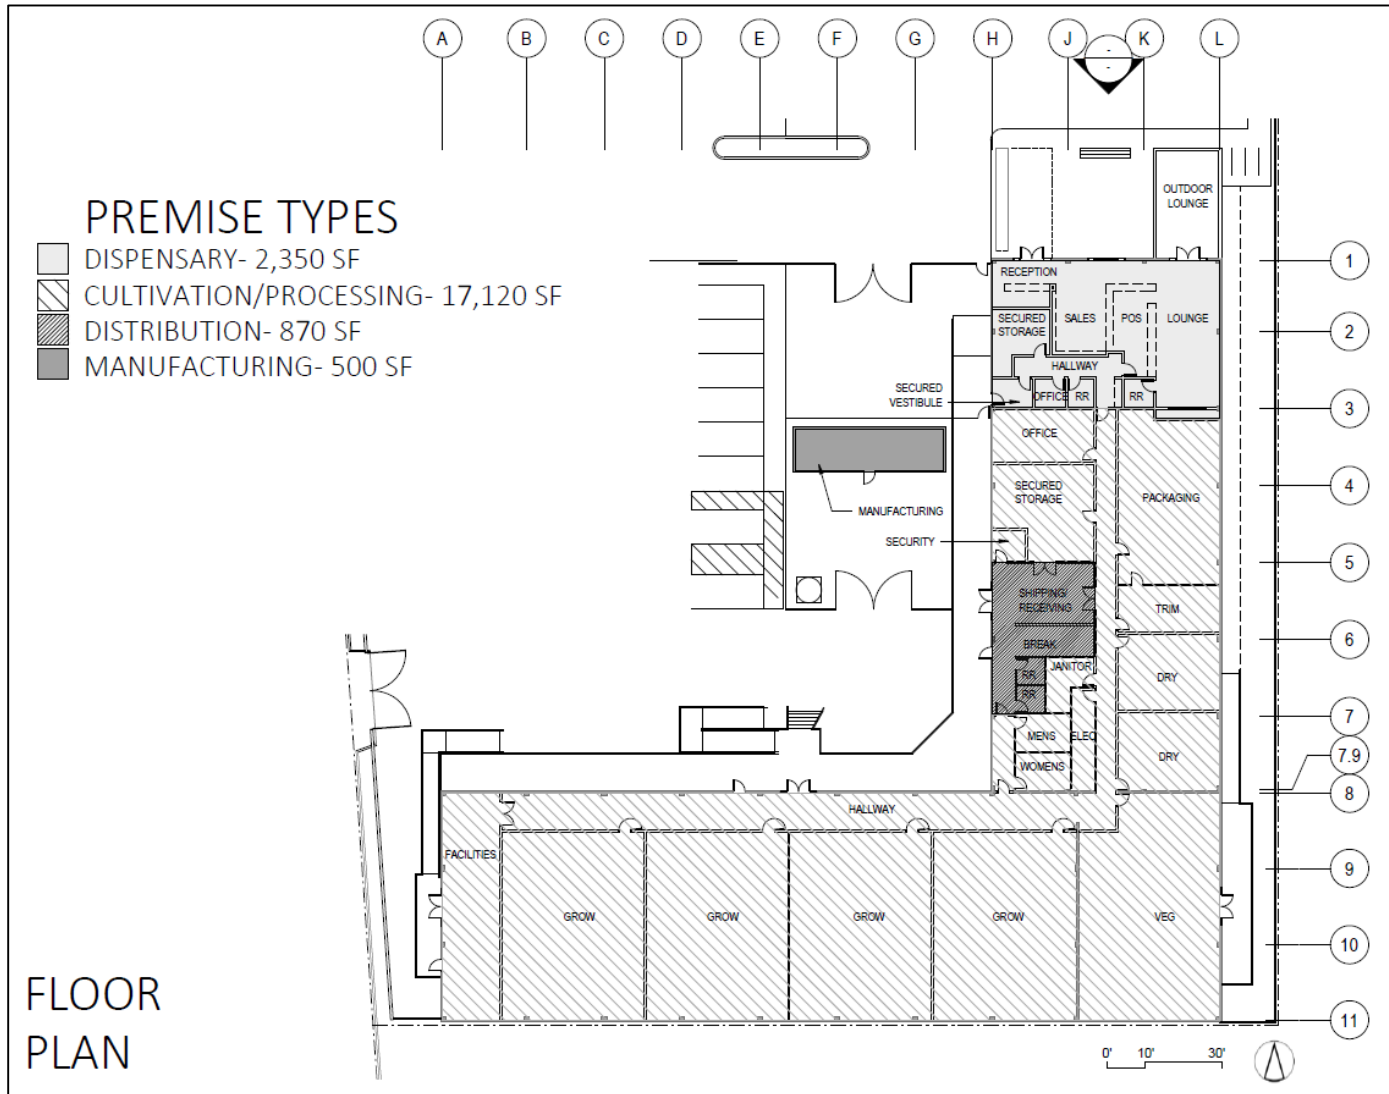 A B C D E F G H J K L
-
-
PREMISE TYPES
DISPENSARY- 2,350 SF
CULTIVATION/PROCESSING- 17,120 SF
DISTRIBUTION- 870 SF
MANUFACTURING- 500 SF
OUTDOOR
LOUNGE
1
RECEPTION
SECURED
STORAGE
SALES
POS
LOUNGE
2
HALLWAY
SECURED
VESTIBULE
OFFICE
RR
RR
3
OFFICE
SECURED
STORAGE
4
PACKAGING
MANUFACTURING
SECURITY
5
SHIPPING/
RECEIVING
TRIM
6
BREAK
JANITOR
RR
RR
DRY
7
MENS
ELEC
WOMENS
DRY
7.9
8
HALLWAY
FACILITIES
9
GROW
GROW
GROW
GROW
VEG
10
11
FLOOR
PLAN
0' 10' 30'